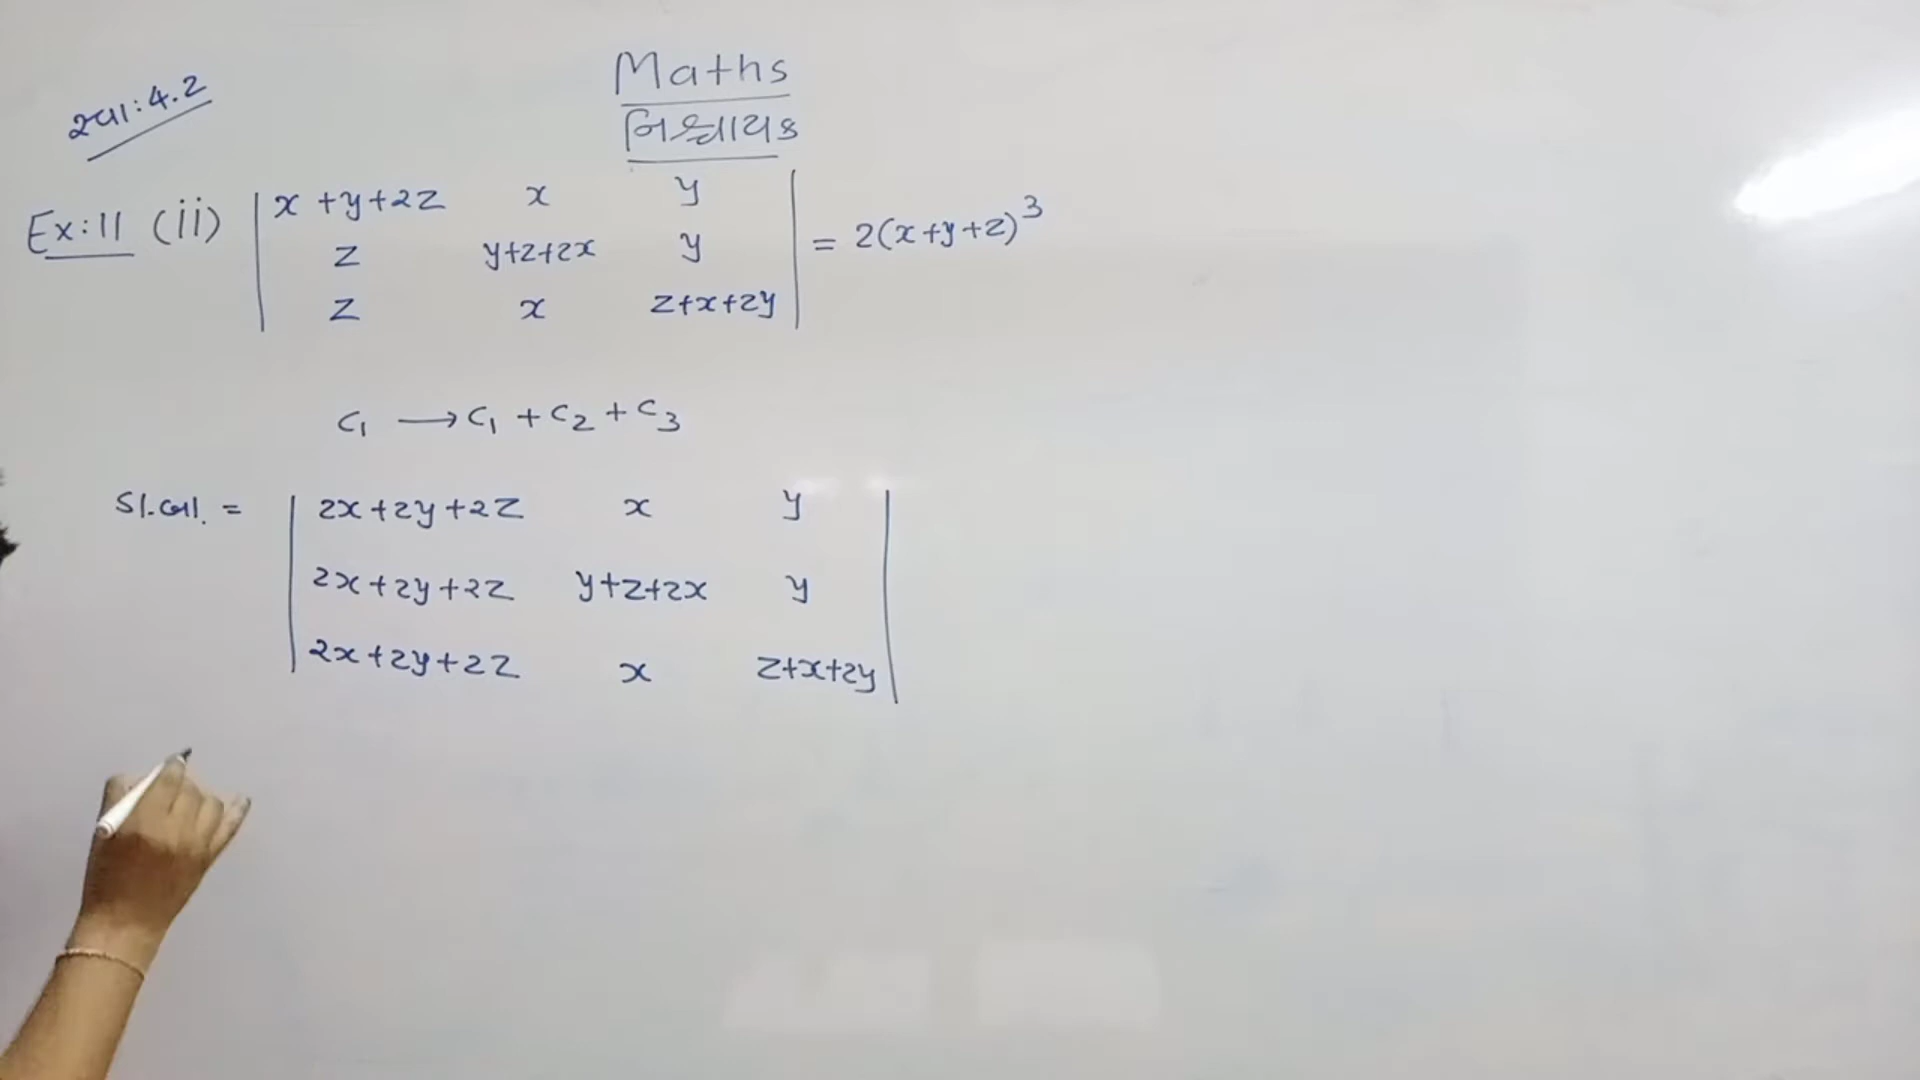 Maths
નિશ્ચાયક
સ્વા:4.2
Ex:11 (ii) | x+y+2z x y |
| z y+z+2x y | = 2(x+y+z)³
| z x z+x+2y |
C₁ → C₁ + C₂ + C₃
ડા.બા. = | 2x+2y+2z x y |
| 2x+2y+2z y+z+2x y |
| 2x+2y+2z x z+x+2y |